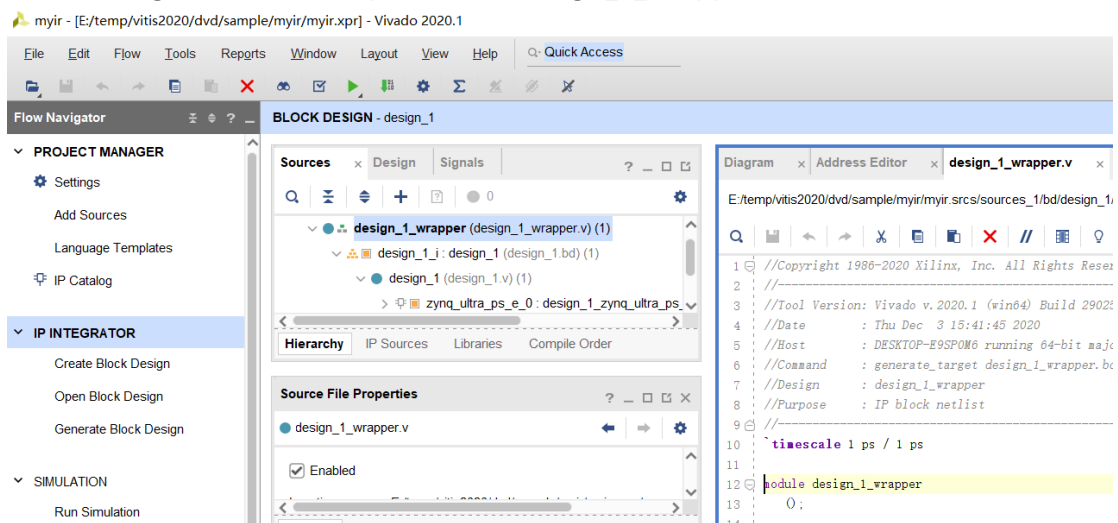 myir - [E:/temp/vitis2020/dvd/sample/myir/myir.xpr] - Vivado 2020.1
File Edit Flow Tools Reports Window Layout View Help Quick Access
Flow Navigator
PROJECT MANAGER
Settings
Add Sources
Language Templates
IP Catalog
IP INTEGRATOR
Create Block Design
Open Block Design
Generate Block Design
SIMULATION
Run Simulation
BLOCK DESIGN - design_1
Sources Design Signals
0
design_1_wrapper (design_1_wrapper.v) (1)
design_1_i : design_1 (design_1.bd) (1)
design_1 (design_1.v) (1)
zynq_ultra_ps_e_0 : design_1_zynq_ultra_ps_
Hierarchy IP Sources Libraries Compile Order
Source File Properties
design_1_wrapper.v
Enabled
Diagram Address Editor design_1_wrapper.v
E:/temp/vitis2020/dvd/sample/myir/myir.srcs/sources_1/bd/design_1/
1 //Copyright 1986-2020 Xilinx, Inc. All Rights Reser
2 //--------------------------------------------------
3 //Tool Version: Vivado v.2020.1 (win64) Build 29025
4 //Date : Thu Dec 3 15:41:45 2020
5 //Host : DESKTOP-E9SPOM6 running 64-bit majo
6 //Command : generate_target design_1_wrapper.bd
7 //Design : design_1_wrapper
8 //Purpose : IP block netlist
9 //--------------------------------------------------
10 `timescale 1 ps / 1 ps
11
12 module design_1_wrapper
13 ();